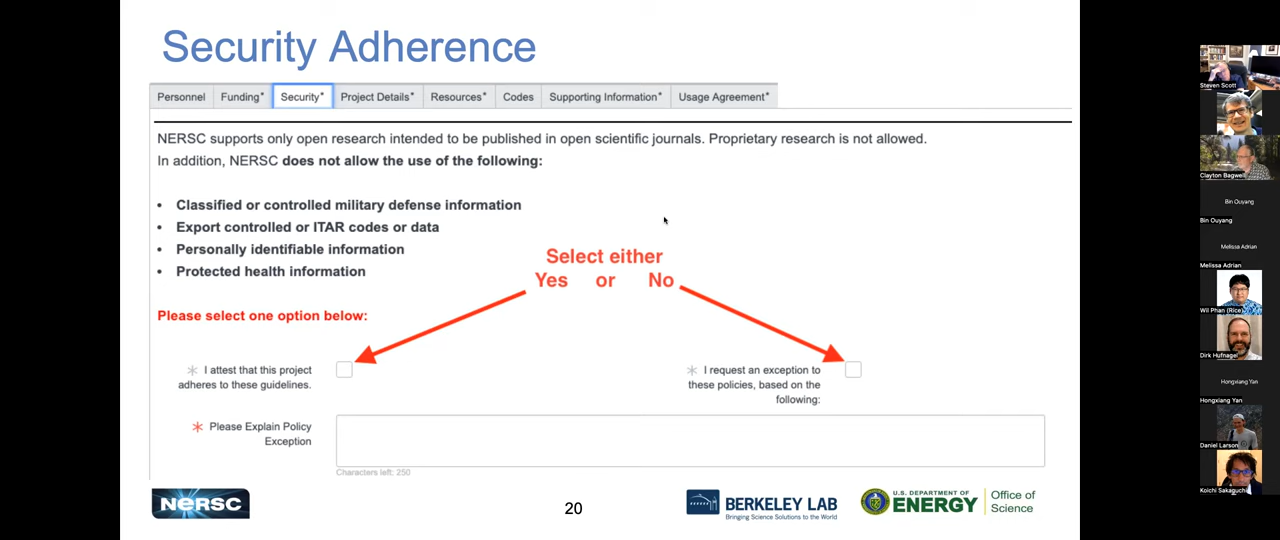 Security Adherence
Personnel
Funding*
Security*
Project Details*
Resources*
Codes
Supporting Information*
Usage Agreement*
NERSC supports only open research intended to be published in open scientific journals. Proprietary research is not allowed.
In addition, NERSC does not allow the use of the following:
• Classified or controlled military defense information
• Export controlled or ITAR codes or data
• Personally identifiable information
• Protected health information
Select either
Yes or No
Please select one option below:
* I attest that this project
adheres to these guidelines.
* I request an exception to
these policies, based on the
following:
* Please Explain Policy
Exception
Characters left: 250
NERSC
20
BERKELEY LAB
Bringing Science Solutions to the World
U.S. DEPARTMENT OF
ENERGY
Office of
Science
Steven Scott
Clayton Bagwell
Bin Ouyang
Bin Ouyang
Melissa Adrian
Melissa Adrian
Wil Phan (Rice)
Dirk Hufnagel
Hongxiang Yan
Hongxiang Yan
Daniel Larson
Koichi Sakaguchi